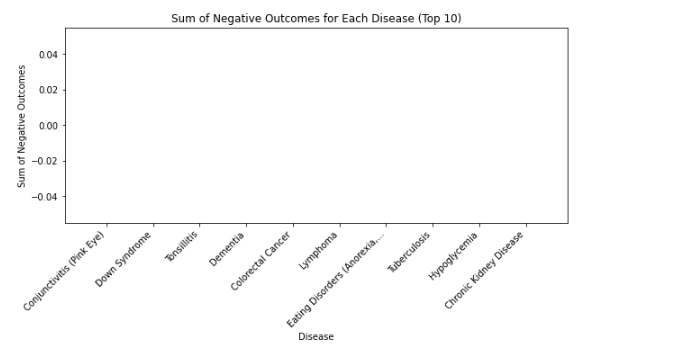 Sum of Negative Outcomes for Each Disease (Top 10)
Sum of Negative Outcomes
0.04
0.02
0.00
−0.02
−0.04
Conjunctivitis (Pink Eye)
Down Syndrome
Tonsillitis
Dementia
Colorectal Cancer
Lymphoma
Eating Disorders (Anorexia,...
Tuberculosis
Hypoglycemia
Chronic Kidney Disease
Disease